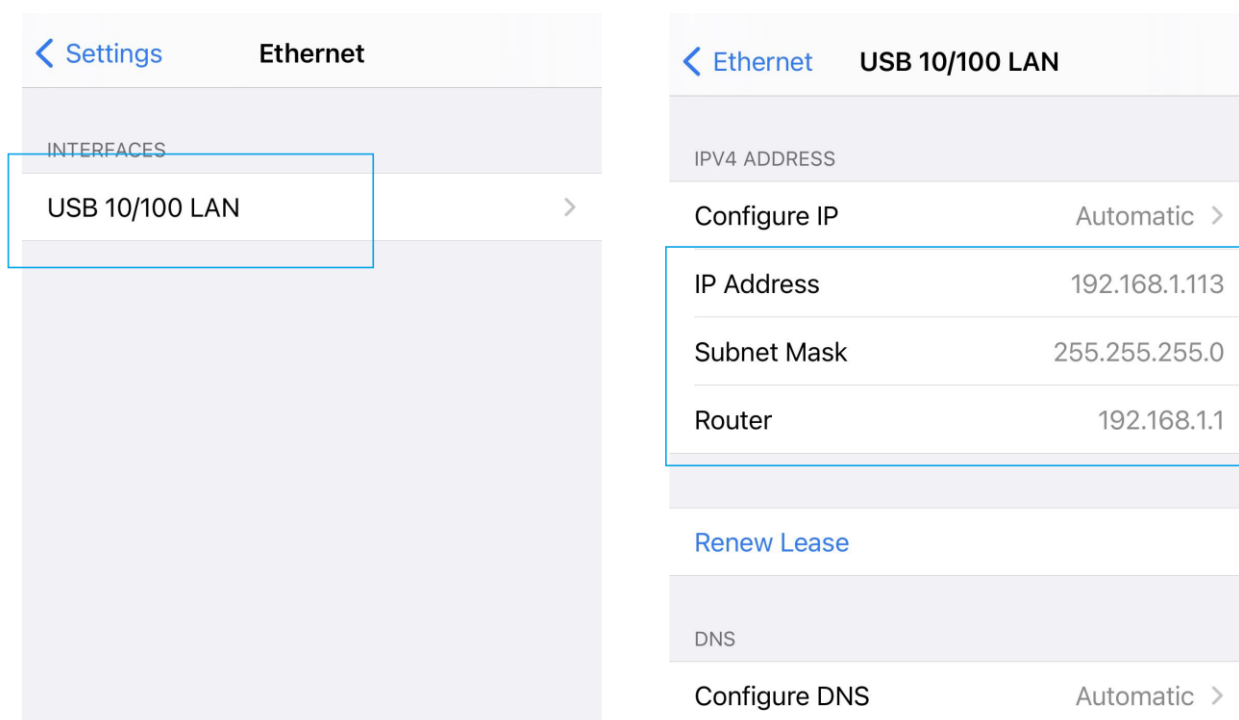 Settings
Ethernet
INTERFACES
USB 10/100 LAN
Ethernet
USB 10/100 LAN
IPV4 ADDRESS
Configure IP Automatic
IP Address 192.168.1.113
Subnet Mask 255.255.255.0
Router 192.168.1.1
Renew Lease
DNS
Configure DNS Automatic